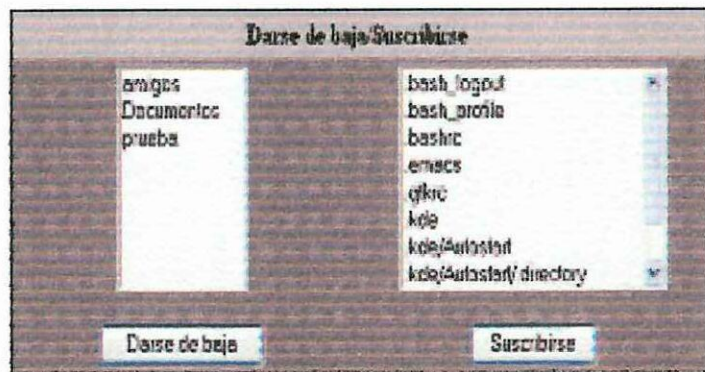 Darse de baja/Suscribirse
amigos
Documentos
prueba
.bash_logout
.bash_profile
.bashrc
.emacs
.gtkrc
.kde
.kde/Autostart
.kde/Autostart/.directory
Darse de baja
Suscribirse